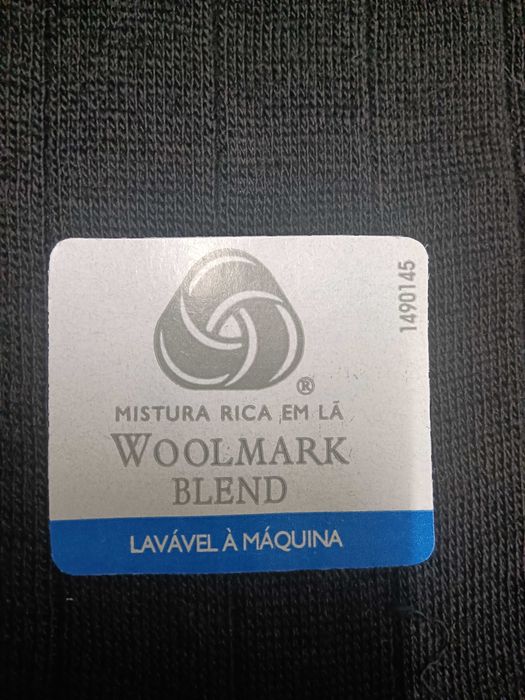 1490145
®
MISTURA RICA EM LÃ
WOOLMARK
BLEND
LAVÁVEL À MÁQUINA